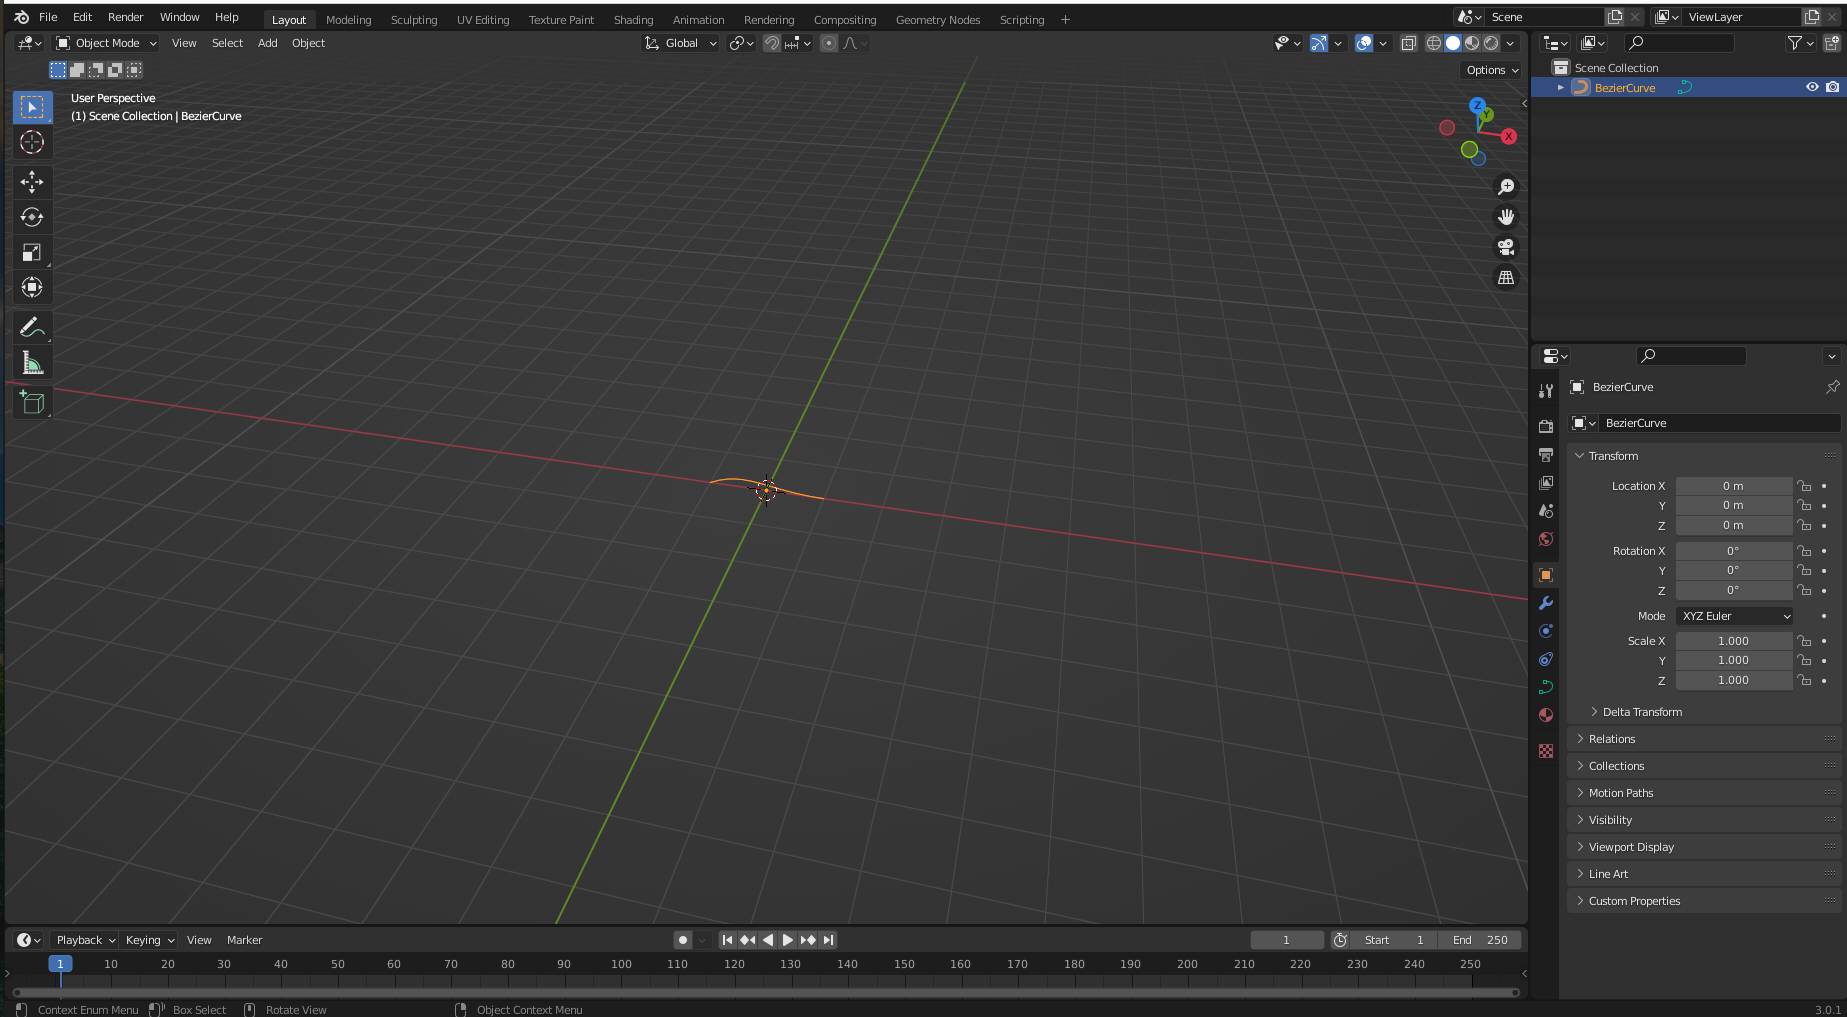 File Edit Render Window Help Layout Modeling Sculpting UV Editing Texture Paint Shading Animation Rendering Compositing Geometry Nodes Scripting + Scene ViewLayer
Object Mode View Select Add Object Global
Options
User Perspective
(1) Scene Collection | BezierCurve
Z
Y
X
Scene Collection
BezierCurve
BezierCurve
BezierCurve
Transform
Location X 0 m
Y 0 m
Z 0 m
Rotation X 0°
Y 0°
Z 0°
Mode XYZ Euler
Scale X 1.000
Y 1.000
Z 1.000
Delta Transform
Relations
Collections
Motion Paths
Visibility
Viewport Display
Line Art
Custom Properties
Playback Keying View Marker 1 Start 1 End 250
1 10 20 30 40 50 60 70 80 90 100 110 120 130 140 150 160 170 180 190 200 210 220 230 240 250
Context Enum Menu Box Select Rotate View Object Context Menu 3.0.1